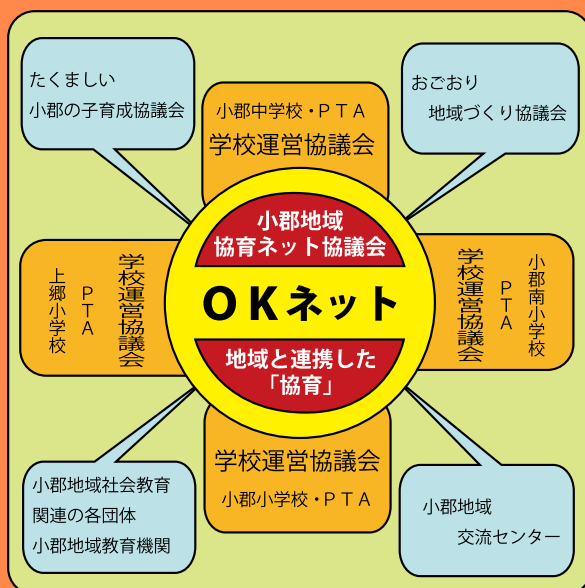 たくましい
小郡の子育成協議会
おごおり
地域づくり協議会
小郡中学校・ＰＴＡ
学校運営協議会
小郡地域
協育ネット協議会
ＯＫネット
地域と連携した
「協育」
上郷小学校
ＰＴＡ
学校運営協議会
学校運営協議会
ＰＴＡ
小郡南小学校
学校運営協議会
小郡小学校・ＰＴＡ
小郡地域社会教育
関連の各団体
小郡地域教育機関
小郡地域
交流センター